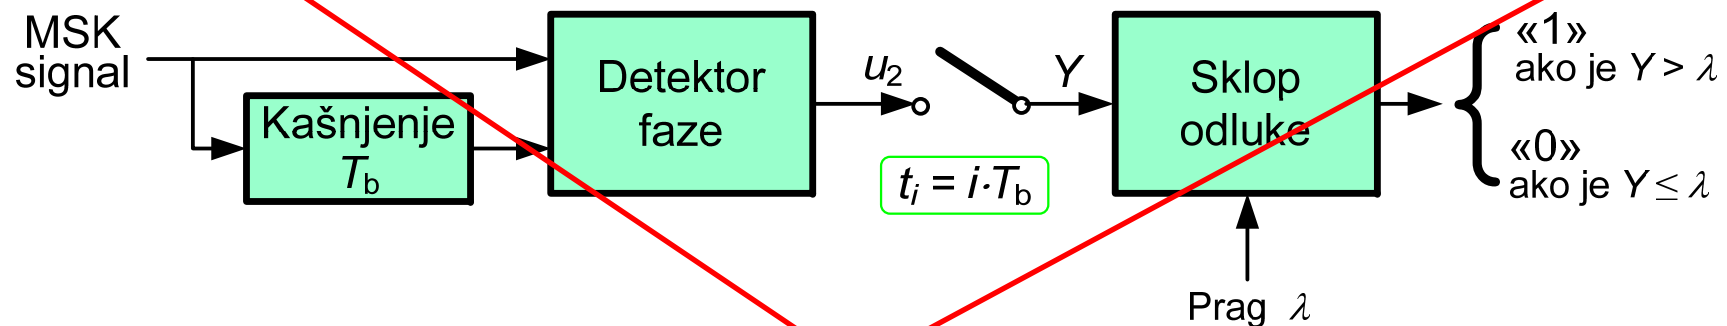 MSK
signal
Kašnjenje
Tb
Detektor
faze
u2
ti = i·Tb
Y
Sklop
odluke
Prag λ
«1»
ako je Y > λ
«0»
ako je Y ≤ λ